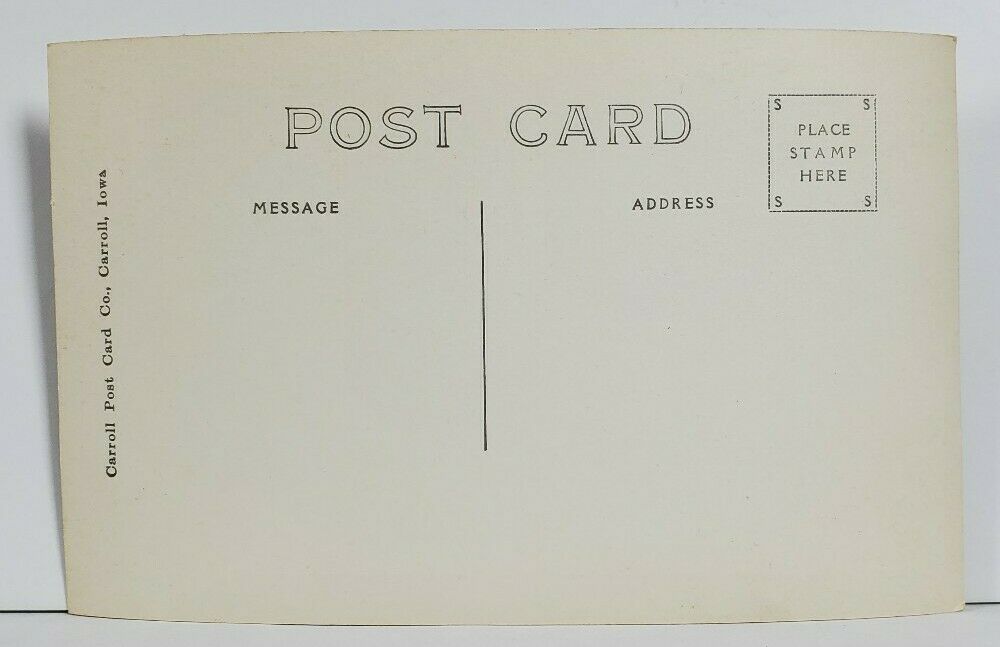 POST CARD
S S
PLACE
STAMP
HERE
S S
MESSAGE
ADDRESS
Carroll Post Card Co., Carroll, Iowa